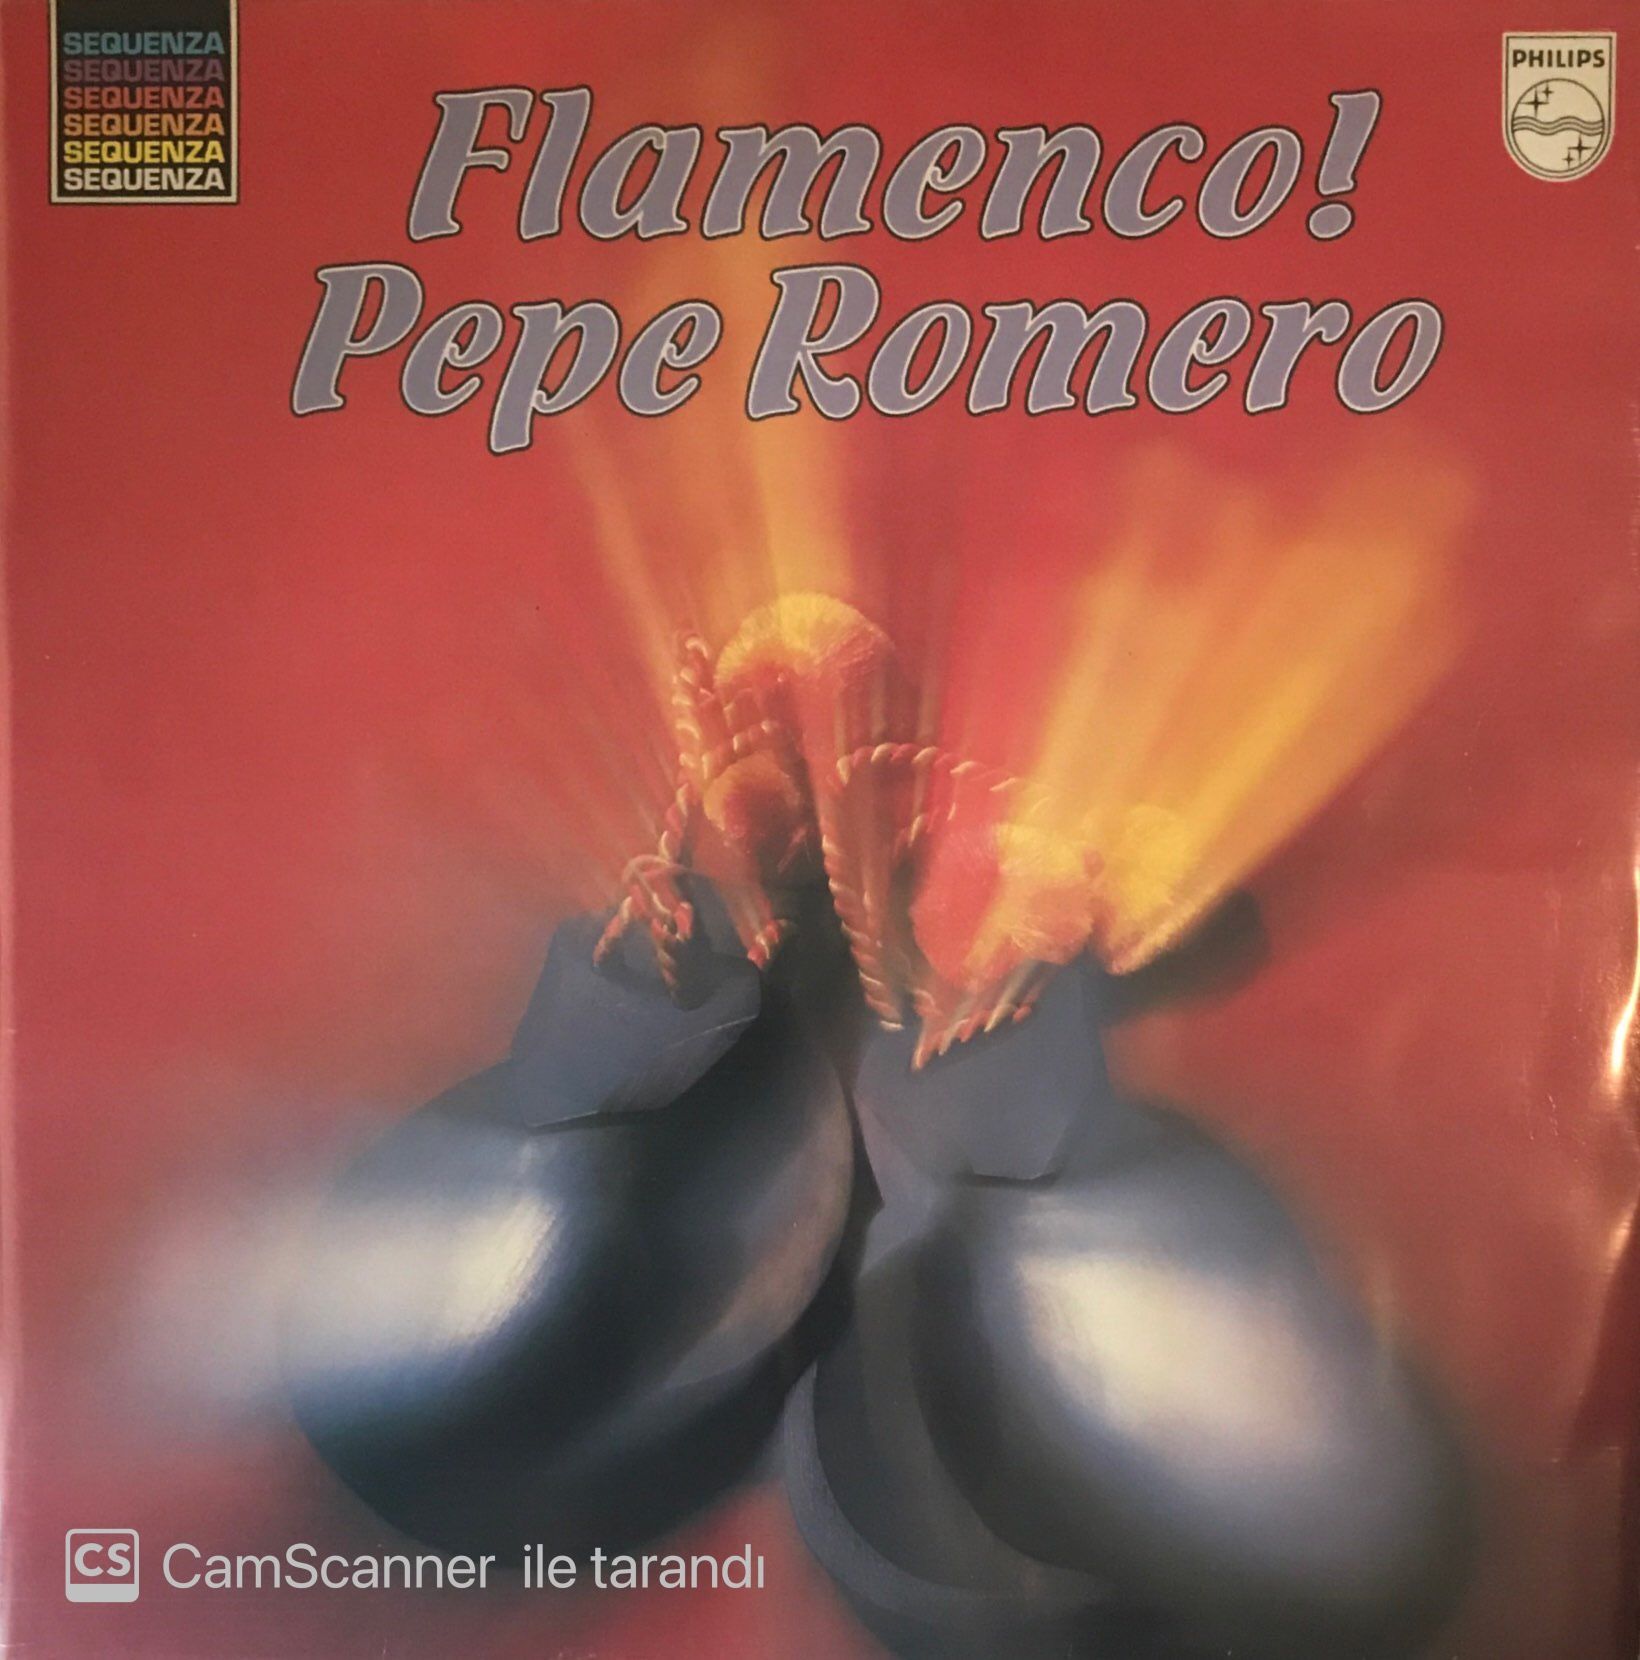 SEQUENZA
SEQUENZA
SEQUENZA
SEQUENZA
SEQUENZA
SEQUENZA
PHILIPS
Flamenco!
Pepe Romero
CS CamScanner ile tarandı